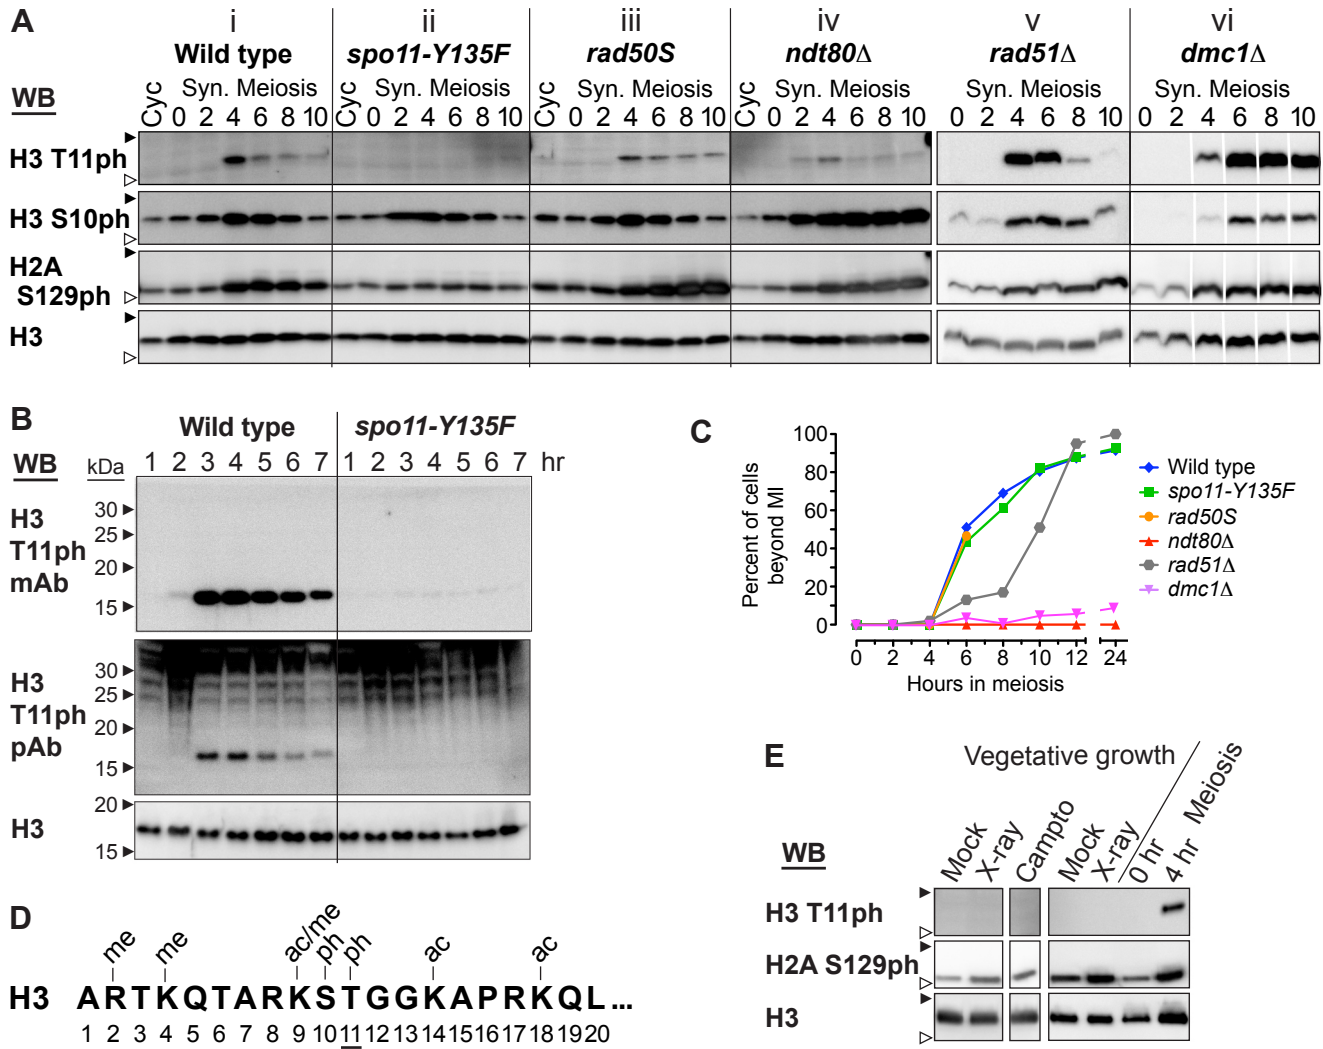 A
i ii iii iv v vi
Wild type spo11-Y135F rad50S ndt80Δ rad51Δ dmc1Δ
WB Cyc Syn. Meiosis Cyc Syn. Meiosis Cyc Syn. Meiosis Cyc Syn. Meiosis Syn. Meiosis Syn. Meiosis
0 2 4 6 8 10 0 2 4 6 8 10 0 2 4 6 8 10 0 2 4 6 8 10 0 2 4 6 8 10 0 2 4 6 8 10
H3 T11ph
H3 S10ph
H2A
S129ph
H3
B
Wild type spo11-Y135F
WB kDa 1 2 3 4 5 6 7 1 2 3 4 5 6 7 hr
H3
T11ph
mAb
30
25
20
15
H3
T11ph
pAb
30
25
20
15
H3
20
15
C
Percent of cells
beyond MI
100
80
60
40
20
0
0 2 4 6 8 10 12 24
Hours in meiosis
Wild type
spo11-Y135F
rad50S
ndt80Δ
rad51Δ
dmc1Δ
D
me me ac/me ph ph ac ac
H3 A R T K Q T A R K S T G G K A P R K Q L ...
1 2 3 4 5 6 7 8 9 10 11 12 13 14 15 16 17 18 19 20
E
Vegetative growth
Meiosis
WB Mock X-ray Campto Mock X-ray 0 hr 4 hr
H3 T11ph
H2A S129ph
H3